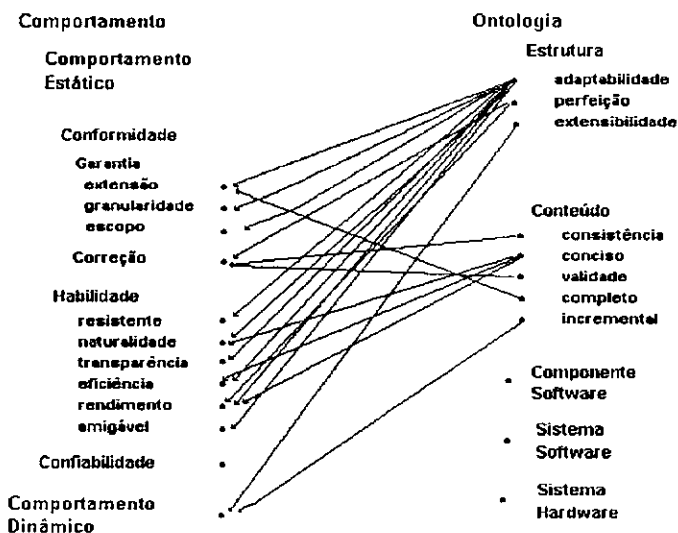 Comportamento
Comportamento
Estático
Conformidade
Garantia
extensão
granularidade
escopo
Correção
Habilidade
resistente
naturalidade
transparência
eficiência
rendimento
amigável
Confiabilidade
Comportamento
Dinâmico
Ontologia
Estrutura
adaptabilidade
perfeição
extensibilidade
Conteúdo
consistência
conciso
validade
completo
incremental
Componente
Software
Sistema
Software
Sistema
Hardware